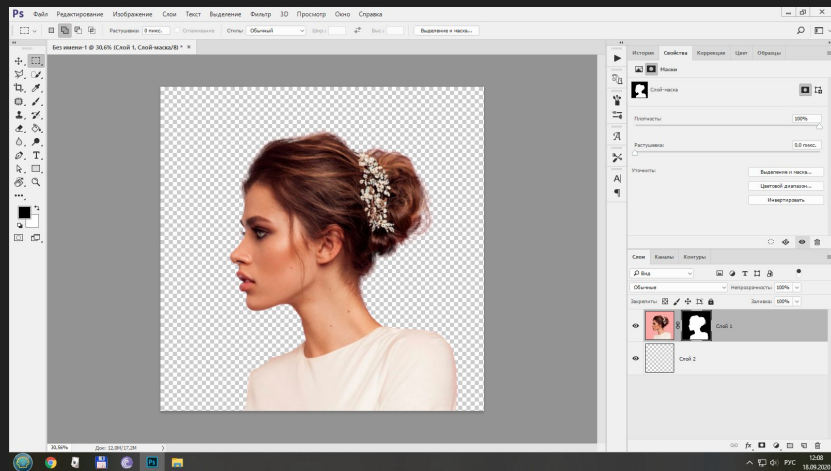 Ps Файл Редактирование Изображение Слои Текст Выделение Фильтр 3D Просмотр Окно Справка
Растушевка: 0 пикс. Сглаживание Стиль: Обычный Шир.: Выс.: Выделение и маска...
Без имени-1 @ 30,6% (Слой 1, Слой-маска/8) * ×
История Свойства Коррекция Цвет Образцы
Маски
Слой-маска
Плотность: 100%
Растушевка: 0,0 пикс.
Уточнить: Выделение и маска...
Цветовой диапазон...
Инвертировать
Слои Каналы Контуры
Вид
Обычные Непрозрачность: 100%
Закрепить: Заливка: 100%
Слой 1
Слой 2
30,56% Док: 12,0M/17,2M
Ps РУС 12:08
18.09.2020